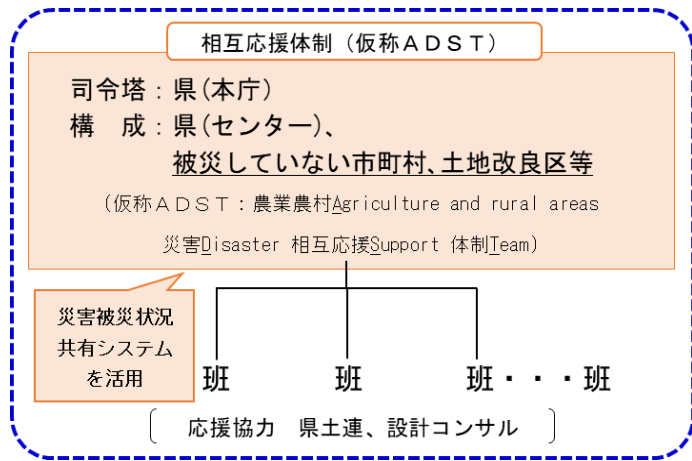 相互応援体制（仮称ＡＤＳＴ）
司令塔：県(本庁)
構　成：県(センター)、
被災していない市町村、土地改良区等
（仮称ＡＤＳＴ：農業農村Agriculture and rural areas
災害Disaster 相互応援Support 体制Team）
災害被災状況
共有システム
を活用
班　班　班・・・班
応援協力　県土連、設計コンサル